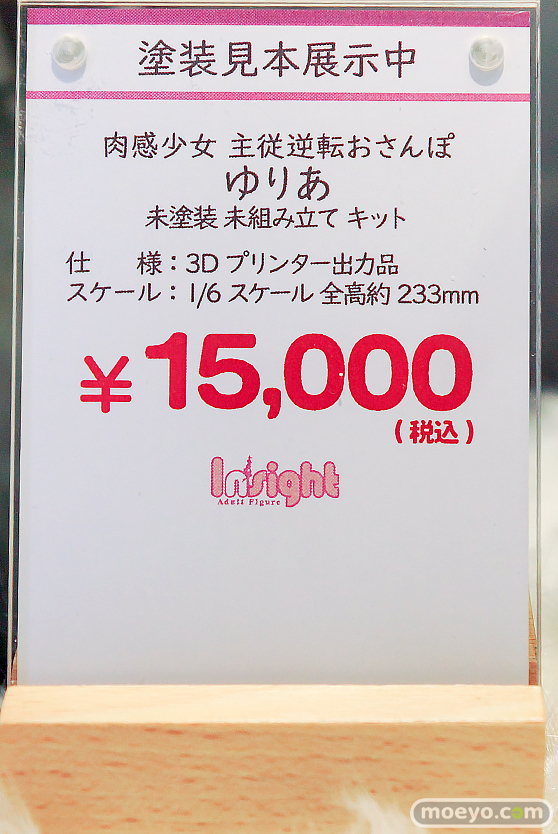 塗装見本展示中
肉感少女 主従逆転おさんぽ
ゆりあ
未塗装 未組み立て キット
仕　様：3D プリンター出力品
スケール：1/6 スケール 全高約 233mm
￥15,000
(税込)
Insight
Adult Figure
moeyo.com